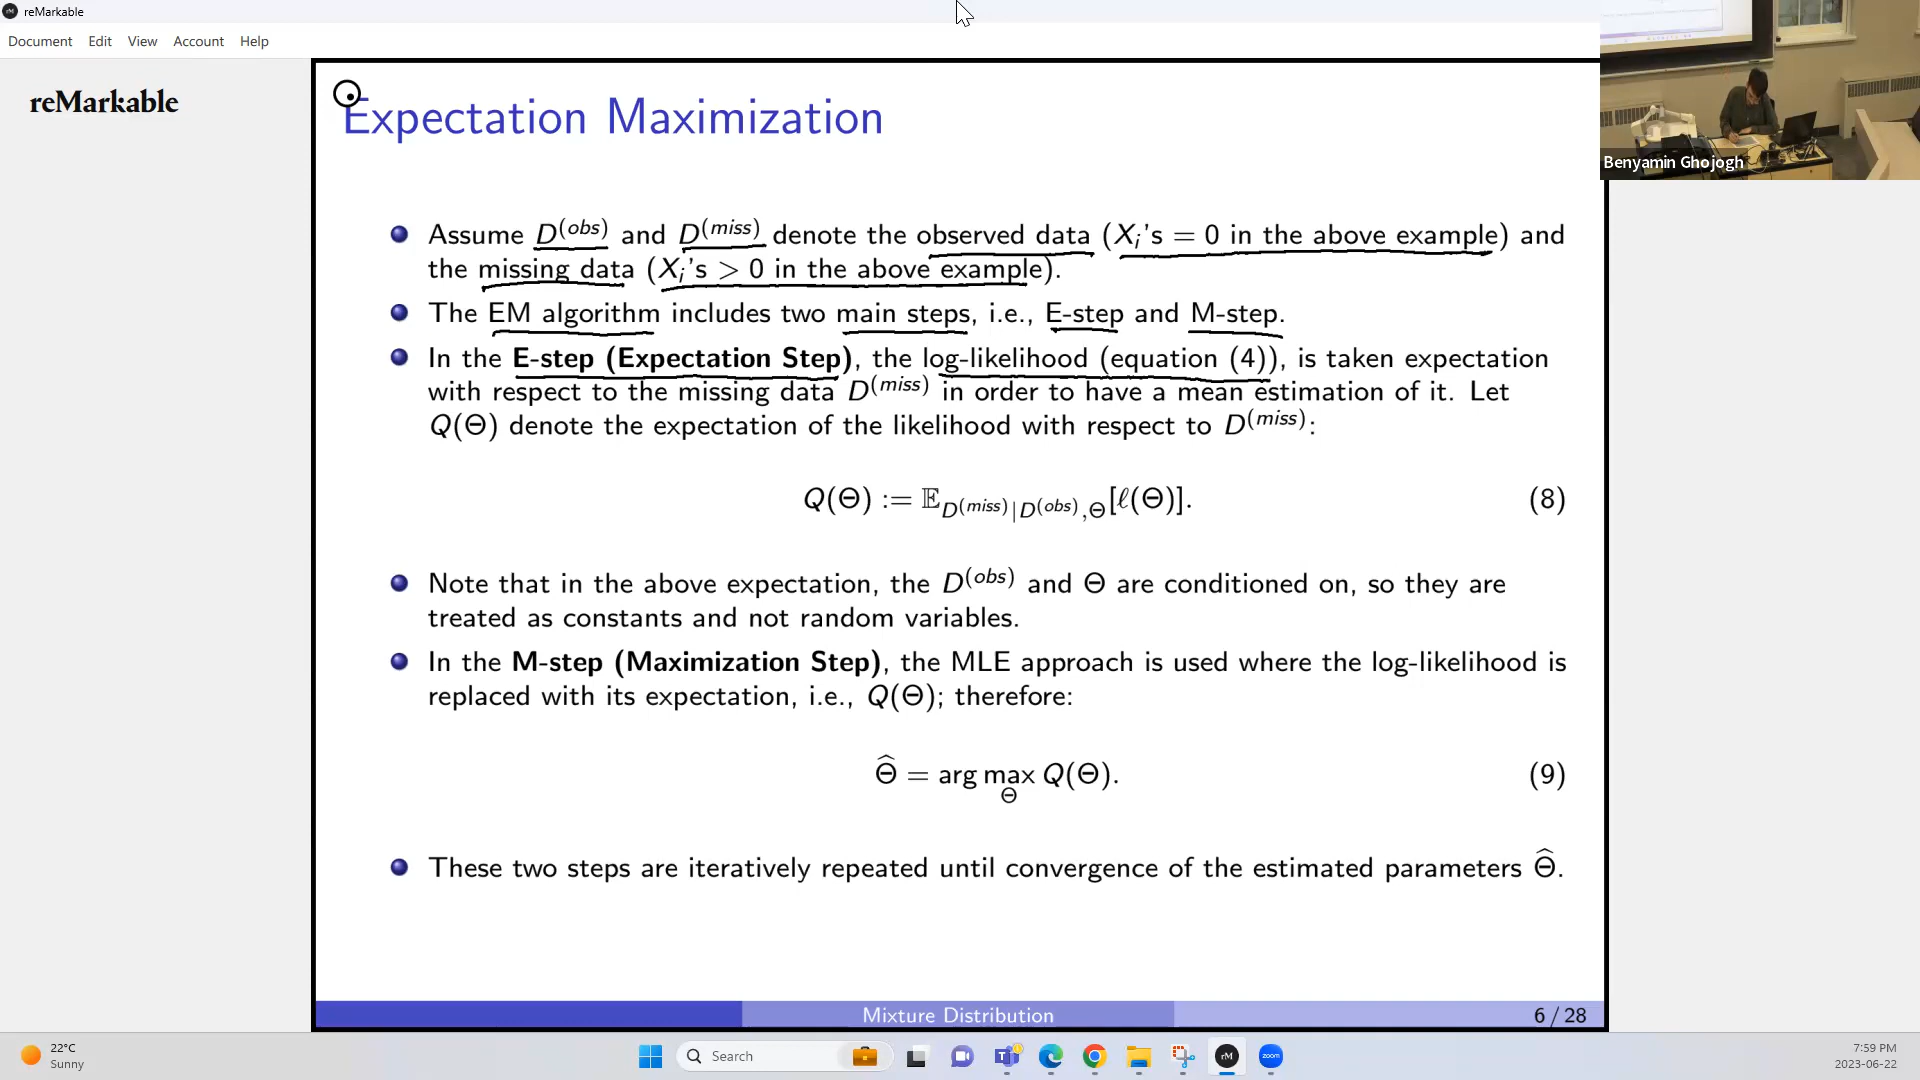 reMarkable
Document Edit View Account Help
reMarkable
Benyamin Ghojogh
Expectation Maximization
Assume D^(obs) and D^(miss) denote the observed data (X_i's = 0 in the above example) and
the missing data (X_i's > 0 in the above example).
The EM algorithm includes two main steps, i.e., E-step and M-step.
In the E-step (Expectation Step), the log-likelihood (equation (4)), is taken expectation
with respect to the missing data D^(miss) in order to have a mean estimation of it. Let
Q(Θ) denote the expectation of the likelihood with respect to D^(miss):
Q(Θ) := 𝔼_{D^(miss)|D^(obs),Θ}[ℓ(Θ)]. (8)
Note that in the above expectation, the D^(obs) and Θ are conditioned on, so they are
treated as constants and not random variables.
In the M-step (Maximization Step), the MLE approach is used where the log-likelihood is
replaced with its expectation, i.e., Q(Θ); therefore:
Θ̂ = arg max_Θ Q(Θ). (9)
These two steps are iteratively repeated until convergence of the estimated parameters Θ̂.
Mixture Distribution 6 / 28
22°C
Sunny
Search
rM
zoom
7:59 PM
2023-06-22